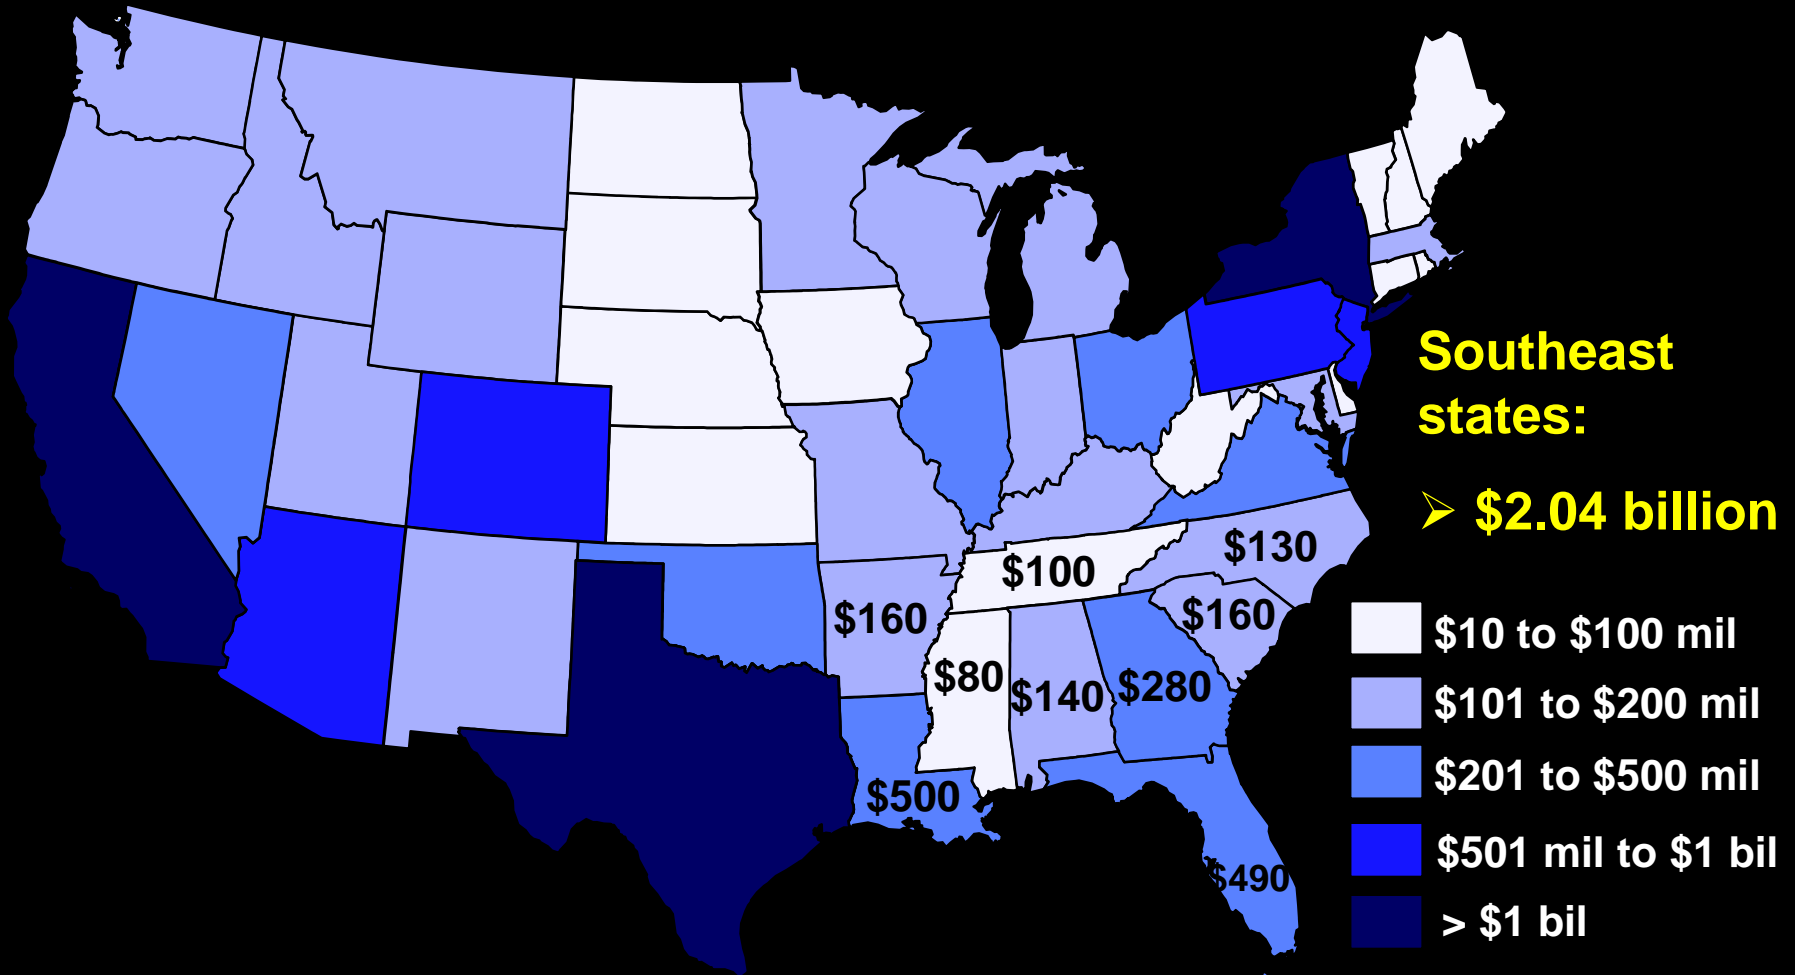 Southeast
states:
➢ $2.04 billion
$130
$100
$160
$160
$80
$140
$280
$500
$490
$10 to $100 mil
$101 to $200 mil
$201 to $500 mil
$501 mil to $1 bil
> $1 bil